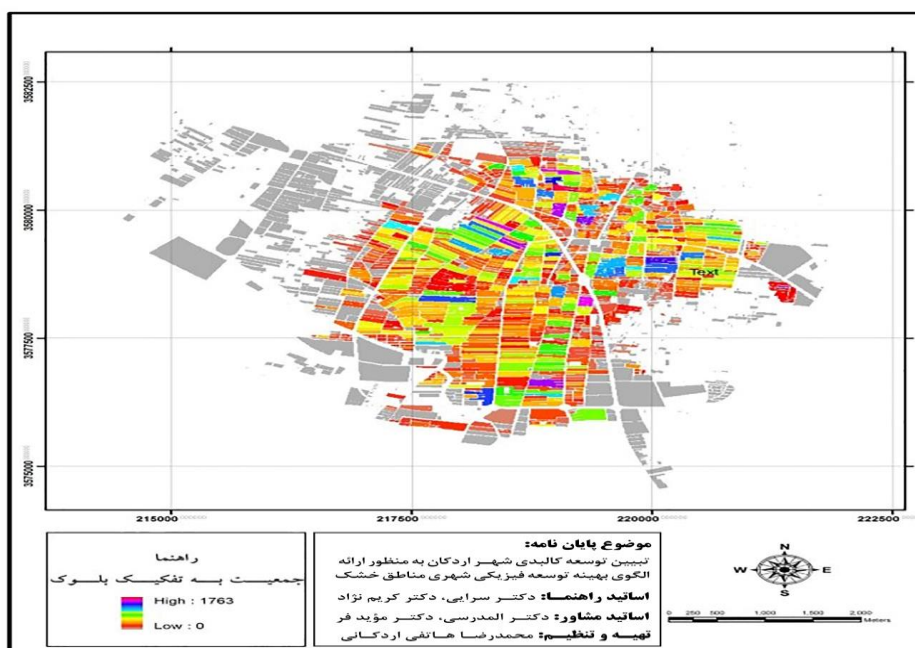 3582500
3580000
3577500
3575000
215000
217500
220000
222500
Text
راهنما
جمعیت به تفکیک بلوک
High : 1763
Low : 0
موضوع پایان نامه:
تبیین توسعه کالبدی شهر اردکان به منظور ارائه
الگوی بهینه توسعه فیزیکی شهری مناطق خشک
اساتید راهنما: دکتر سرایی، دکتر کریم نژاد
اساتید مشاور: دکتر المدرسی، دکتر مؤید فر
تهیه و تنظیم: محمدرضا هاتفی اردکانی
N
W E
S
0 250 500 1,000 1,500 2,000
Meters